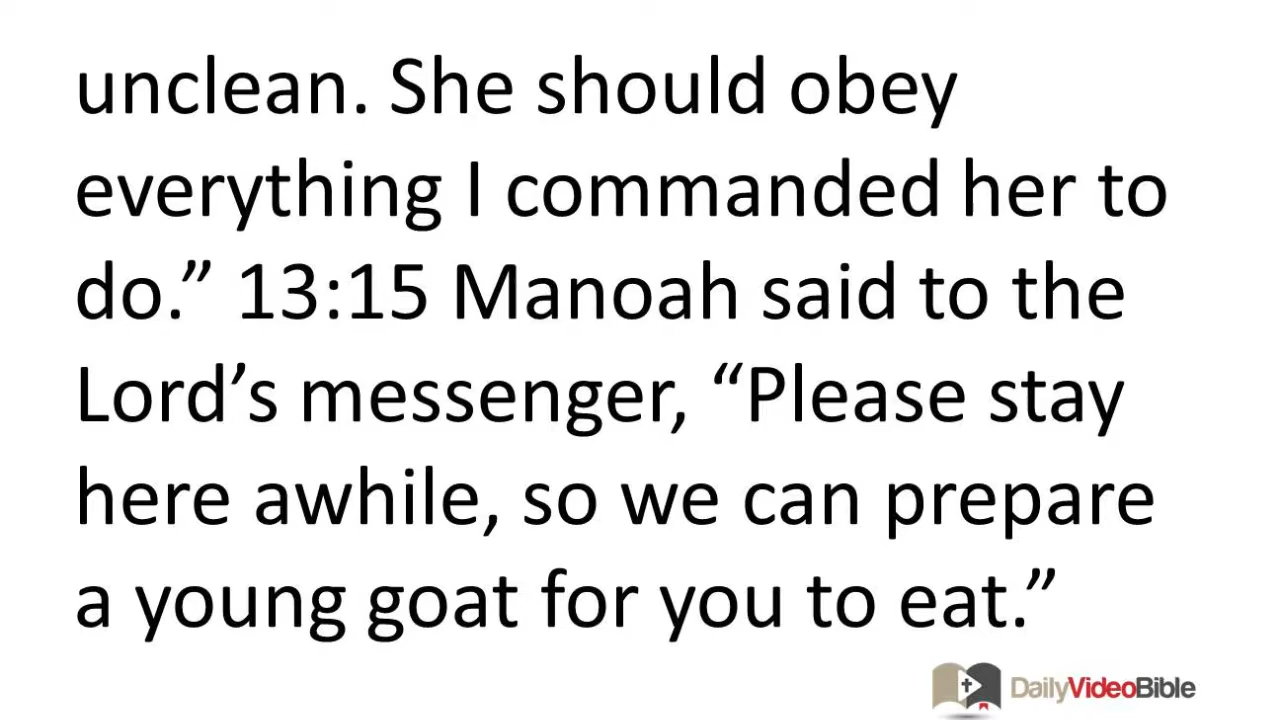 unclean. She should obey
everything I commanded her to
do.” 13:15 Manoah said to the
Lord’s messenger, “Please stay
here awhile, so we can prepare
a young goat for you to eat.”
DailyVideoBible